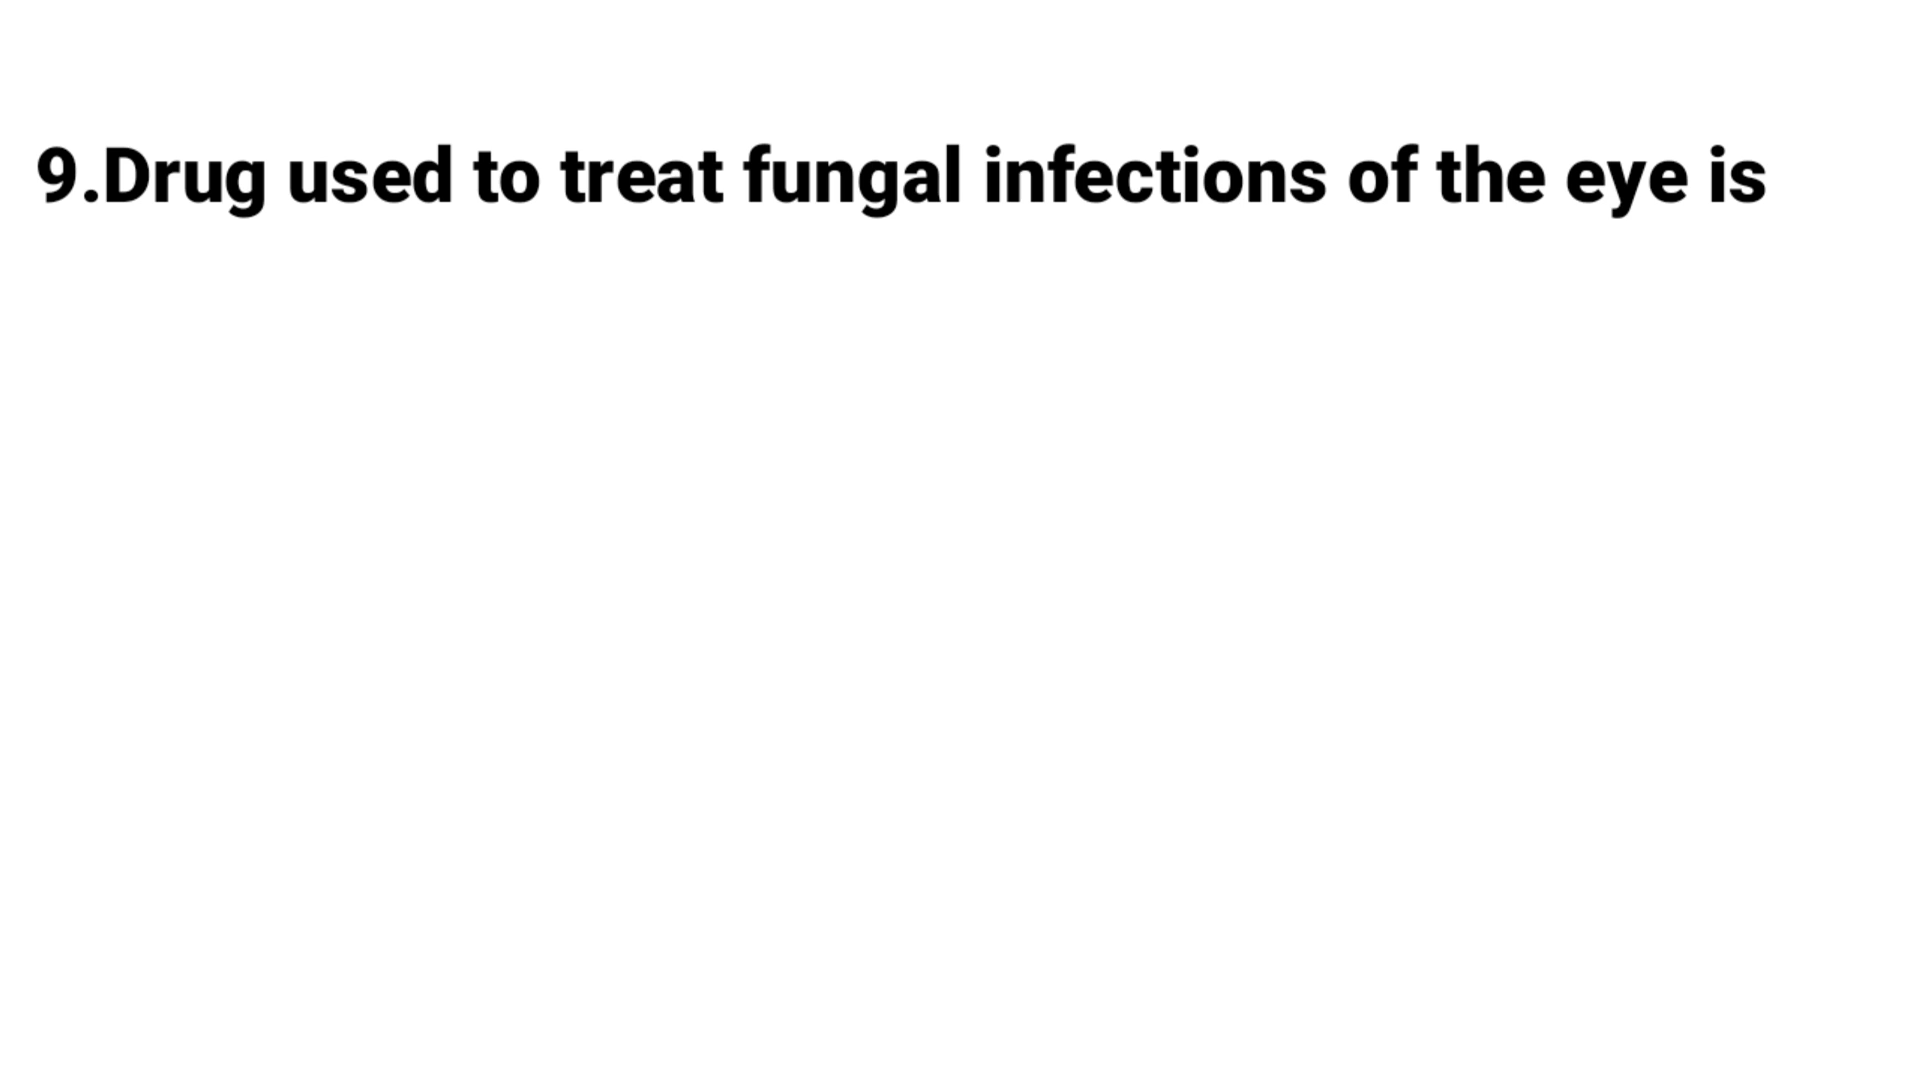 9.Drug used to treat fungal infections of the eye is